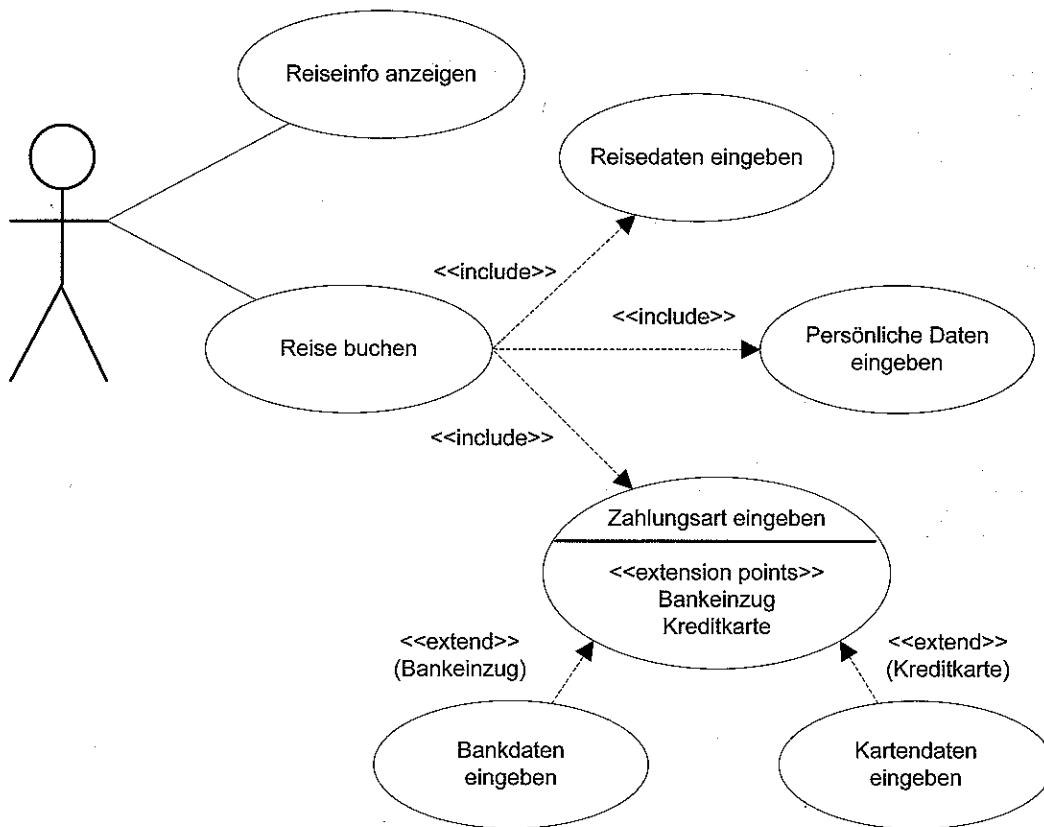 Reiseinfo anzeigen
Reisedaten eingeben
<<include>>
<<include>>
Persönliche Daten
eingeben
Reise buchen
<<include>>
Zahlungsart eingeben
<<extension points>>
Bankeinzug
Kreditkarte
<<extend>>
(Bankeinzug)
<<extend>>
(Kreditkarte)
Bankdaten
eingeben
Kartendaten
eingeben